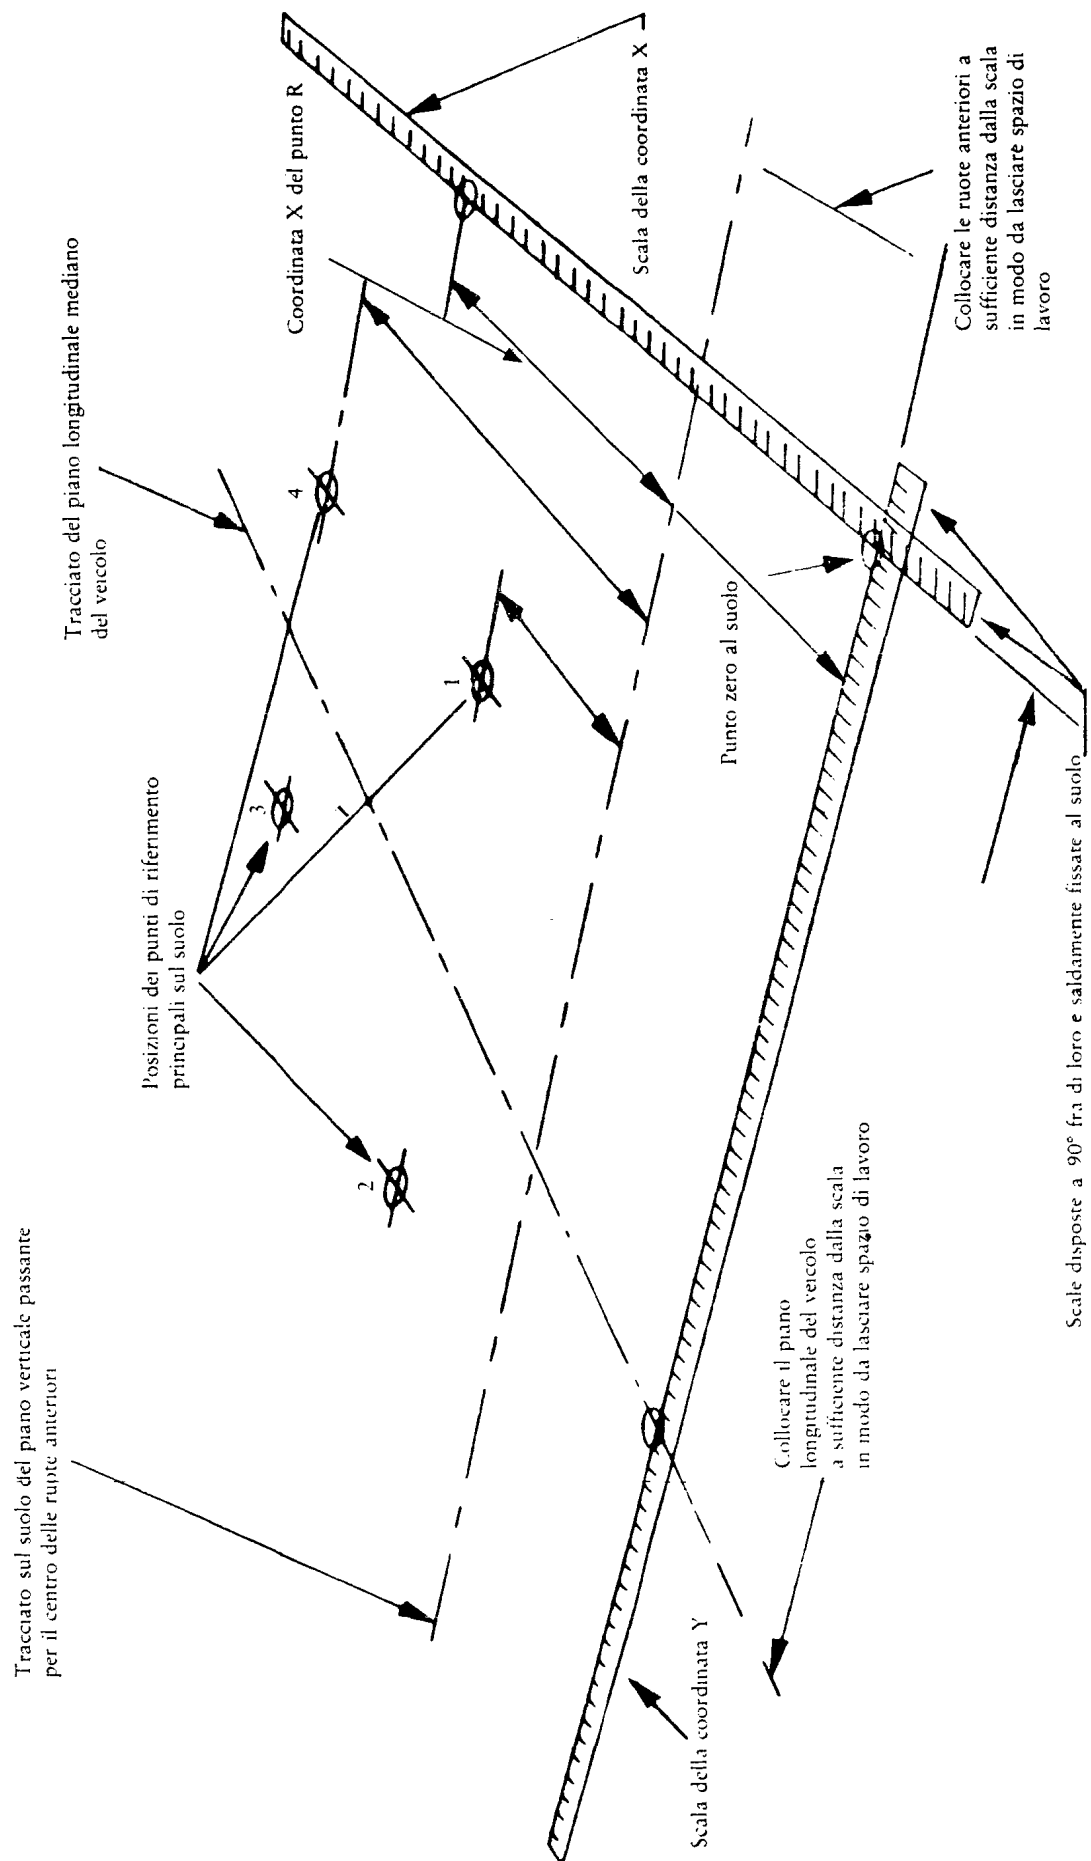 Tracciato sul suolo del piano verticale passante
per il centro delle ruote anteriori
Posizioni dei punti di riferimento
principali sul suolo
Tracciato del piano longitudinale mediano
del veicolo
Coordinata X del punto R
Scala della coordinata X
Collocare le ruote anteriori a
sufficiente distanza dalla scala
in modo da lasciare spazio di
lavoro
2
3
1
4
Punto zero al suolo
Collocare il piano
longitudinale del veicolo
a sufficiente distanza dalla scala
in modo da lasciare spazio di lavoro
Scala della coordinata Y
Scale disposte a 90° fra di loro e saldamente fissate al suolo